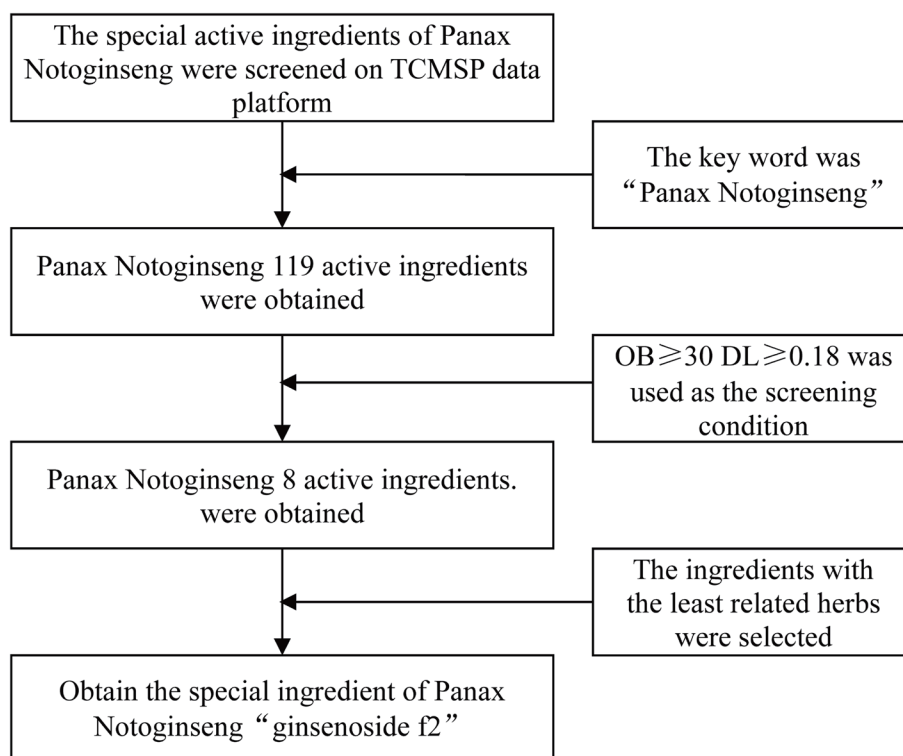 The special active ingredients of Panax
Notoginseng were screened on TCMSP data
platform
The key word was
“Panax Notoginseng”
Panax Notoginseng 119 active ingredients
were obtained
OB≥30 DL≥0.18 was
used as the screening
condition
Panax Notoginseng 8 active ingredients.
were obtained
The ingredients with
the least related herbs
were selected
Obtain the special ingredient of Panax
Notoginseng “ginsenoside f2”